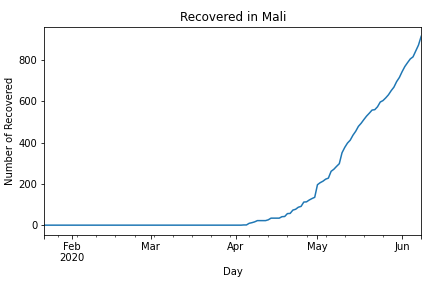 Recovered in Mali
Number of Recovered
800
600
400
200
0
Feb
2020
Mar
Apr
May
Jun
Day